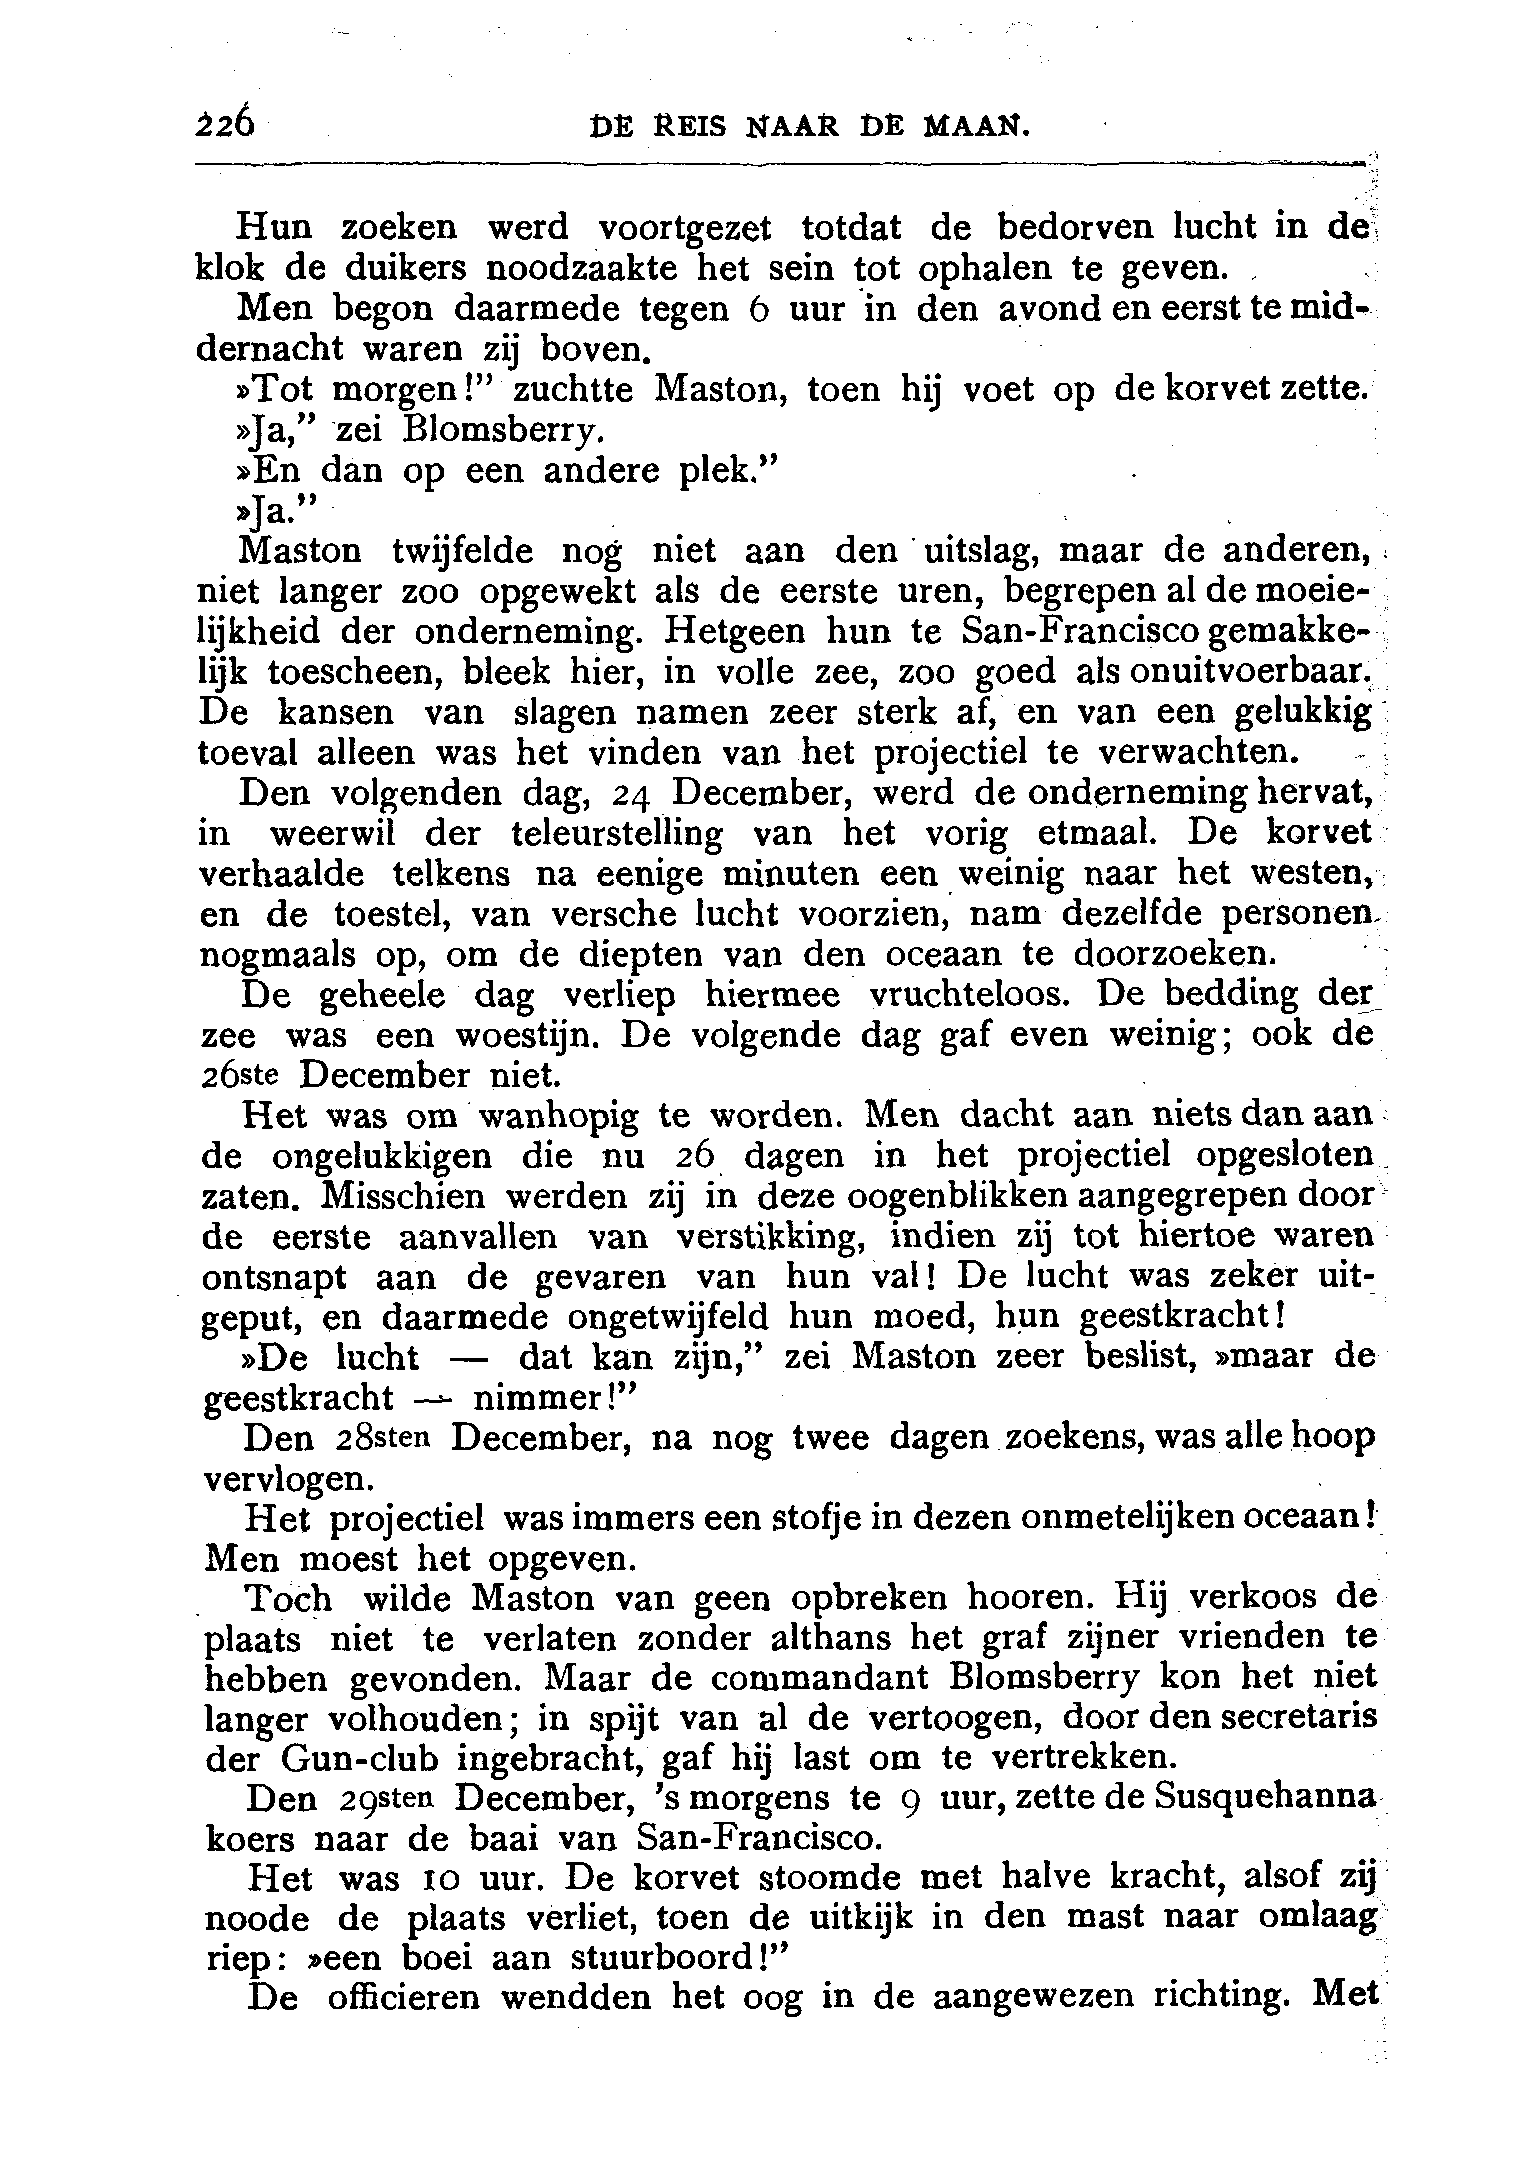 226 DE REIS NAAR DE MAAN.
Hun zoeken werd voortgezet totdat de bedorven lucht in de
klok de duikers noodzaakte het sein tot ophalen te geven.
Men begon daarmede tegen 6 uur in den avond en eerst te mid-
dernacht waren zij boven.
»Tot morgen!” zuchtte Maston, toen hij voet op de korvet zette.
»Ja,” zei Blomsberry.
»En dan op een andere plek.”
»Ja.”
Maston twijfelde nog niet aan den uitslag, maar de anderen,
niet langer zoo opgewekt als de eerste uren, begrepen al de moeie-
lijkheid der onderneming. Hetgeen hun te San-Francisco gemakke-
lijk toescheen, bleek hier, in volle zee, zoo goed als onuitvoerbaar.
De kansen van slagen namen zeer sterk af, en van een gelukkig
toeval alleen was het vinden van het projectiel te verwachten.
Den volgenden dag, 24 December, werd de onderneming hervat,
in weerwil der teleurstelling van het vorig etmaal. De korvet
verhaalde telkens na eenige minuten een weinig naar het westen,
en de toestel, van versche lucht voorzien, nam dezelfde personen
nogmaals op, om de diepten van den oceaan te doorzoeken.
De geheele dag verliep hiermee vruchteloos. De bedding der
zee was een woestijn. De volgende dag gaf even weinig; ook de
26ste December niet.
Het was om wanhopig te worden. Men dacht aan niets dan aan
de ongelukkigen die nu 26 dagen in het projectiel opgesloten
zaten. Misschien werden zij in deze oogenblikken aangegrepen door
de eerste aanvallen van verstikking, indien zij tot hiertoe waren
ontsnapt aan de gevaren van hun val! De lucht was zeker uit-
geput, en daarmede ongetwijfeld hun moed, hun geestkracht!
»De lucht — dat kan zijn,” zei Maston zeer beslist, »maar de
geestkracht — nimmer!”
Den 28sten December, na nog twee dagen zoekens, was alle hoop
vervlogen.
Het projectiel was immers een stofje in dezen onmetelijken oceaan!
Men moest het opgeven.
Toch wilde Maston van geen opbreken hooren. Hij verkoos de
plaats niet te verlaten zonder althans het graf zijner vrienden te
hebben gevonden. Maar de commandant Blomsberry kon het niet
langer volhouden; in spijt van al de vertoogen, door den secretaris
der Gun-club ingebracht, gaf hij last om te vertrekken.
Den 29sten December, 's morgens te 9 uur, zette de Susquehanna
koers naar de baai van San-Francisco.
Het was 10 uur. De korvet stoomde met halve kracht, alsof zij
noode de plaats verliet, toen de uitkijk in den mast naar omlaag
riep: »een boei aan stuurboord!”
De officieren wendden het oog in de aangewezen richting. Met